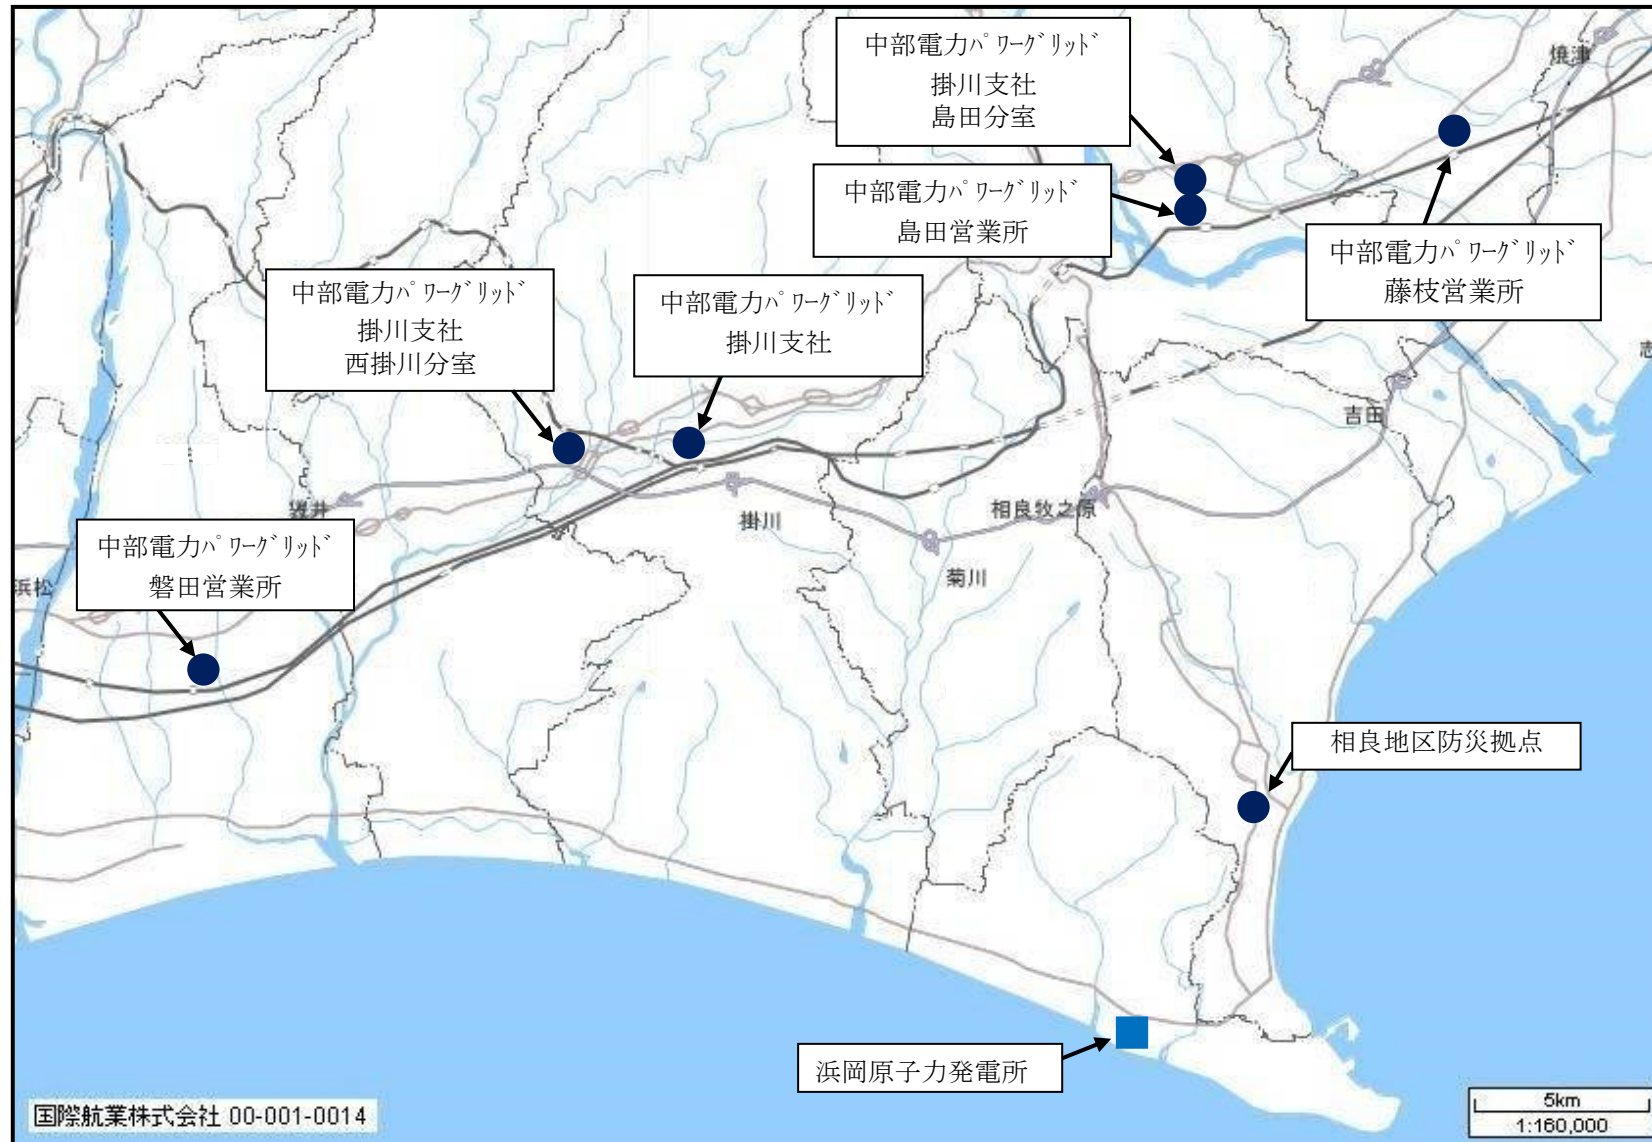 中部電力ﾊﾟﾜｰｸﾞﾘｯﾄﾞ
掛川支社
島田分室
焼津
中部電力ﾊﾟﾜｰｸﾞﾘｯﾄﾞ
島田営業所
中部電力ﾊﾟﾜｰｸﾞﾘｯﾄﾞ
藤枝営業所
中部電力ﾊﾟﾜｰｸﾞﾘｯﾄﾞ
掛川支社
西掛川分室
中部電力ﾊﾟﾜｰｸﾞﾘｯﾄﾞ
掛川支社
志
吉田
袋井
掛川
相良牧之原
中部電力ﾊﾟﾜｰｸﾞﾘｯﾄﾞ
磐田営業所
浜松
菊川
相良地区防災拠点
浜岡原子力発電所
国際航業株式会社 00-001-0014
5km
1:160,000